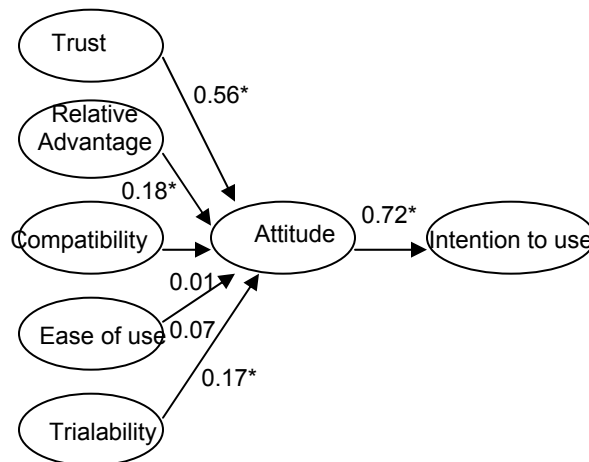 Trust
0.56*
Relative
Advantage
0.18*
Compatibility
Attitude
0.72*
Intention to use
0.01
Ease of use
0.07
0.17*
Trialability